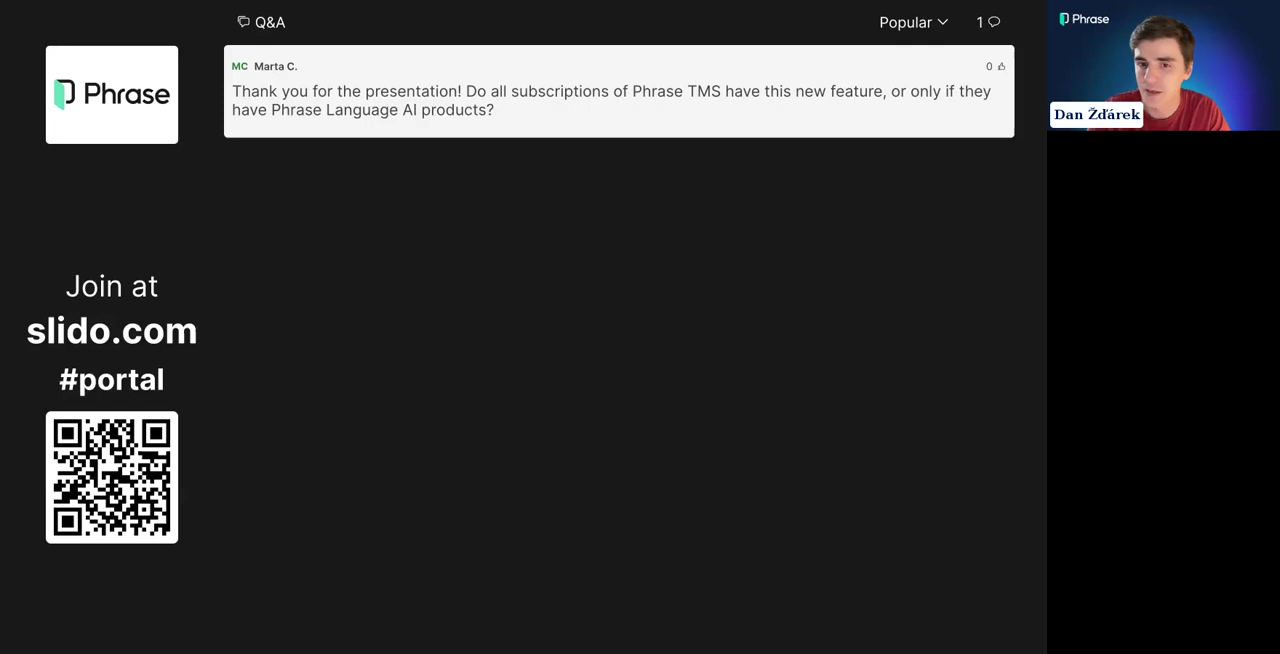 Q&A
Popular
1
Phrase
MC Marta C.
0
Thank you for the presentation! Do all subscriptions of Phrase TMS have this new feature, or only if they
have Phrase Language AI products?
Phrase
Dan Žďárek
Join at
slido.com
#portal